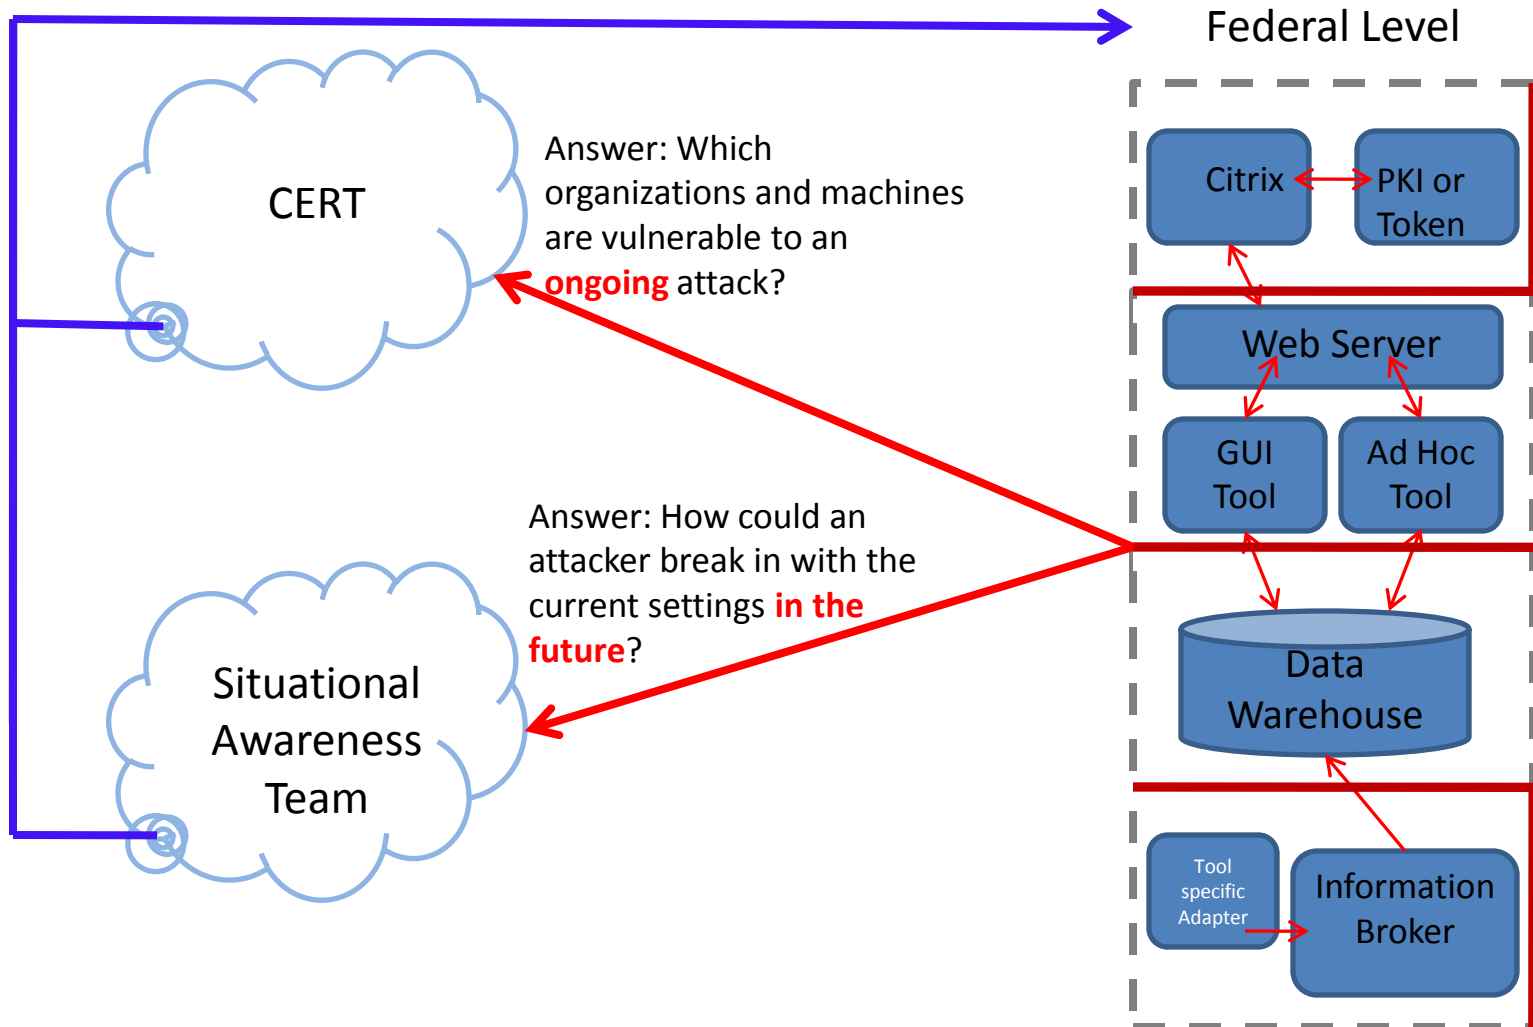 Federal Level
CERT
Answer: Which
organizations and machines
are vulnerable to an
ongoing attack?
Citrix
PKI or
Token
Web Server
GUI
Tool
Ad Hoc
Tool
Answer: How could an
attacker break in with the
current settings in the
future?
Situational
Awareness
Team
Data
Warehouse
Tool
specific
Adapter
Information
Broker